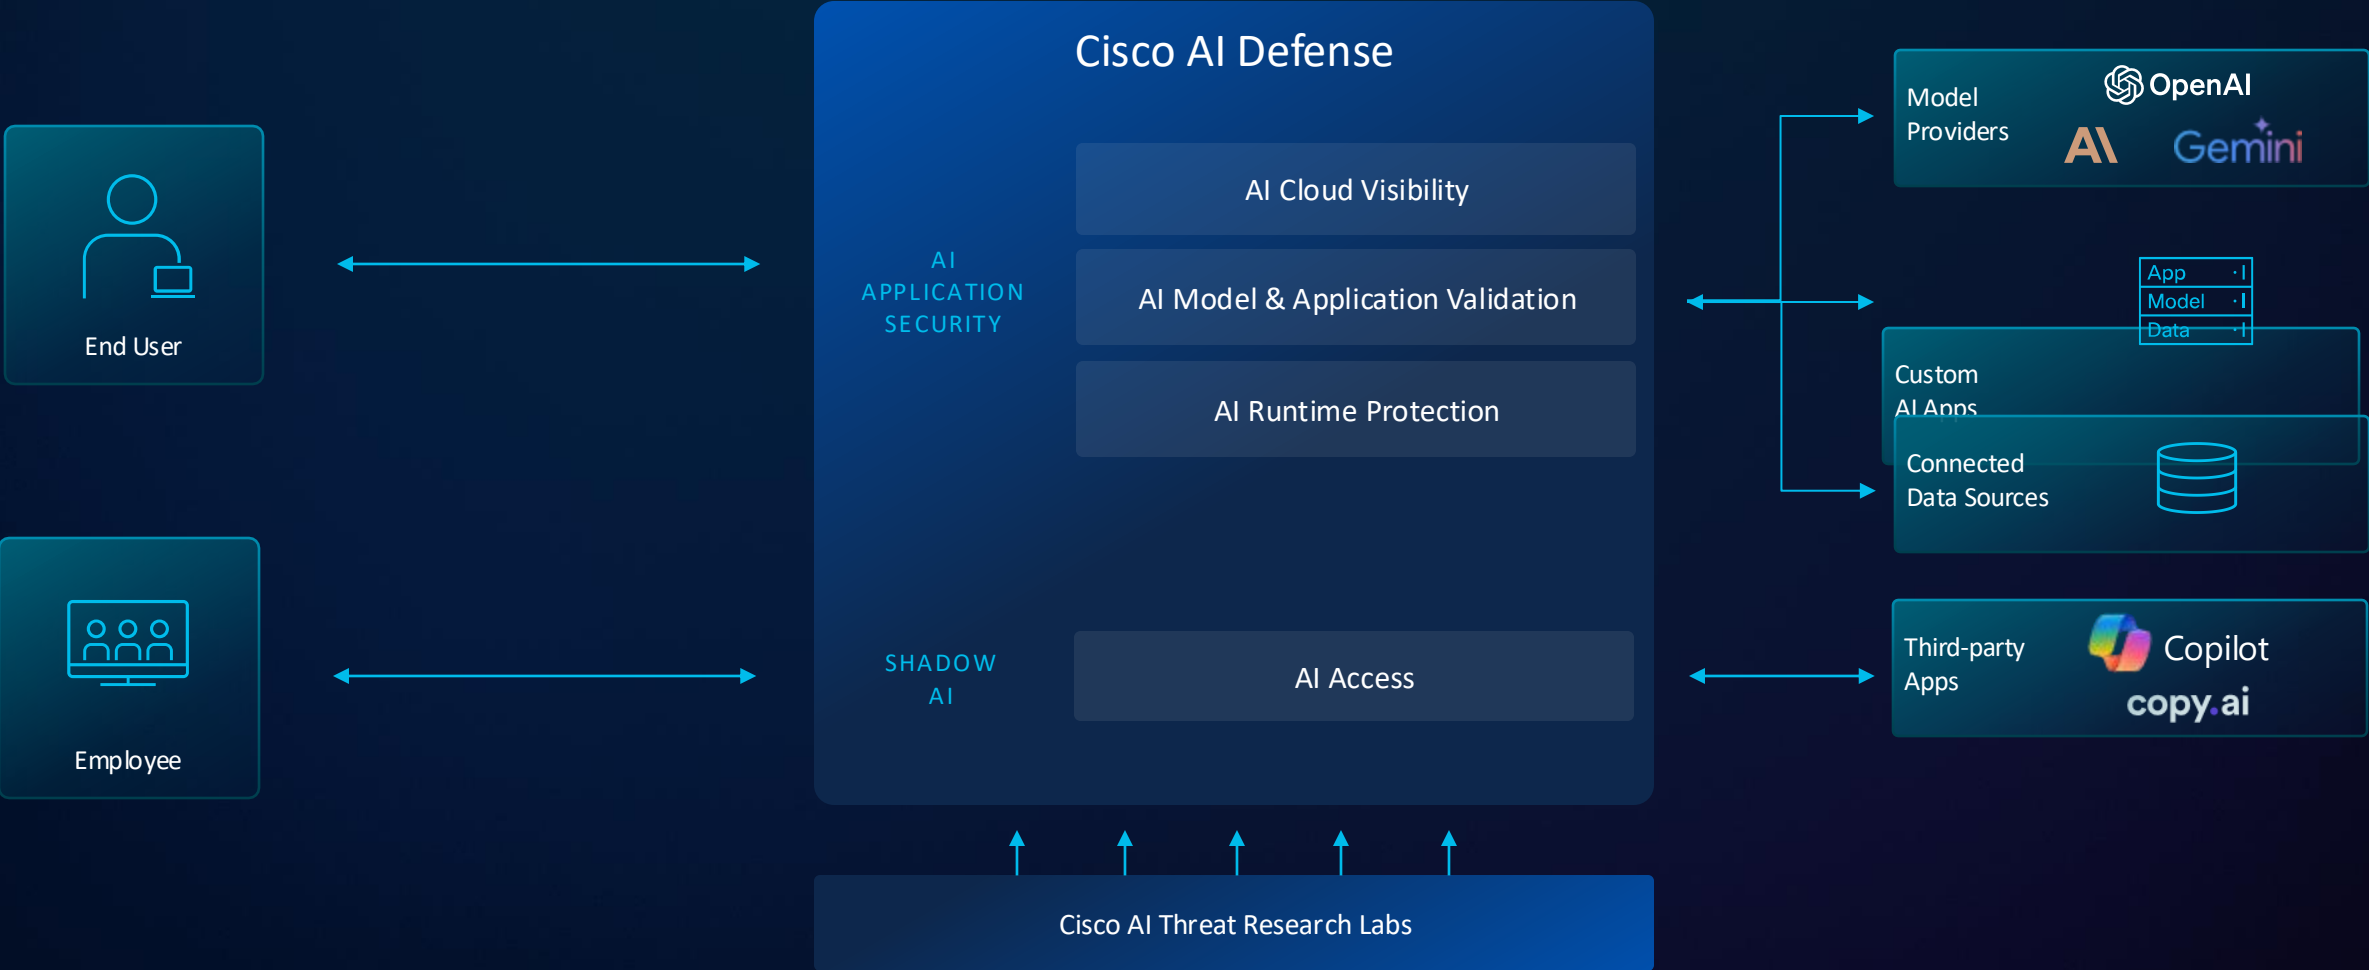 Cisco AI Defense
End User
Employee
AI
APPLICATION
SECURITY
AI Cloud Visibility
AI Model & Application Validation
AI Runtime Protection
SHADOW
AI
AI Access
Cisco AI Threat Research Labs
Model
Providers
OpenAI
AI
Gemini
App
Model
Data
Custom
AI Apps
Connected
Data Sources
Third-party
Apps
Copilot
copy.ai